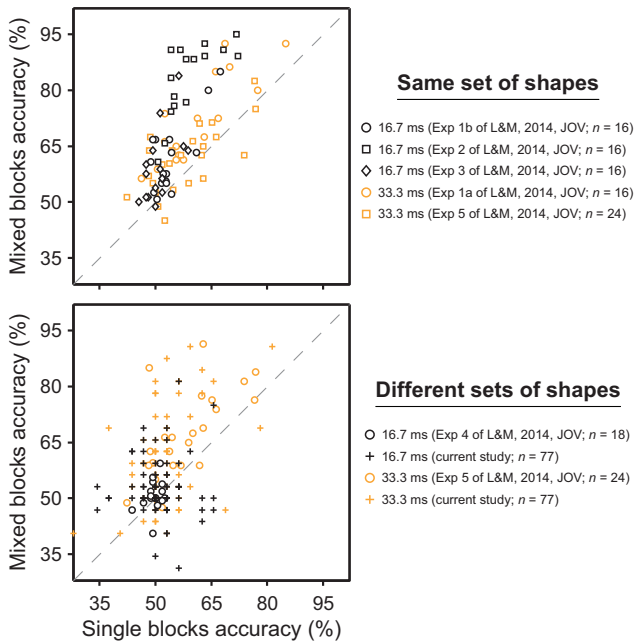 95
80
65
50
35
Mixed blocks accuracy (%)
Same set of shapes
16.7 ms (Exp 1b of L&M, 2014, JOV; n = 16)
16.7 ms (Exp 2 of L&M, 2014, JOV; n = 16)
16.7 ms (Exp 3 of L&M, 2014, JOV; n = 16)
33.3 ms (Exp 1a of L&M, 2014, JOV; n = 16)
33.3 ms (Exp 5 of L&M, 2014, JOV; n = 24)
95
80
65
50
35
Mixed blocks accuracy (%)
35 50 65 80 95
Single blocks accuracy (%)
Different sets of shapes
16.7 ms (Exp 4 of L&M, 2014, JOV; n = 18)
16.7 ms (current study; n = 77)
33.3 ms (Exp 5 of L&M, 2014, JOV; n = 24)
33.3 ms (current study; n = 77)